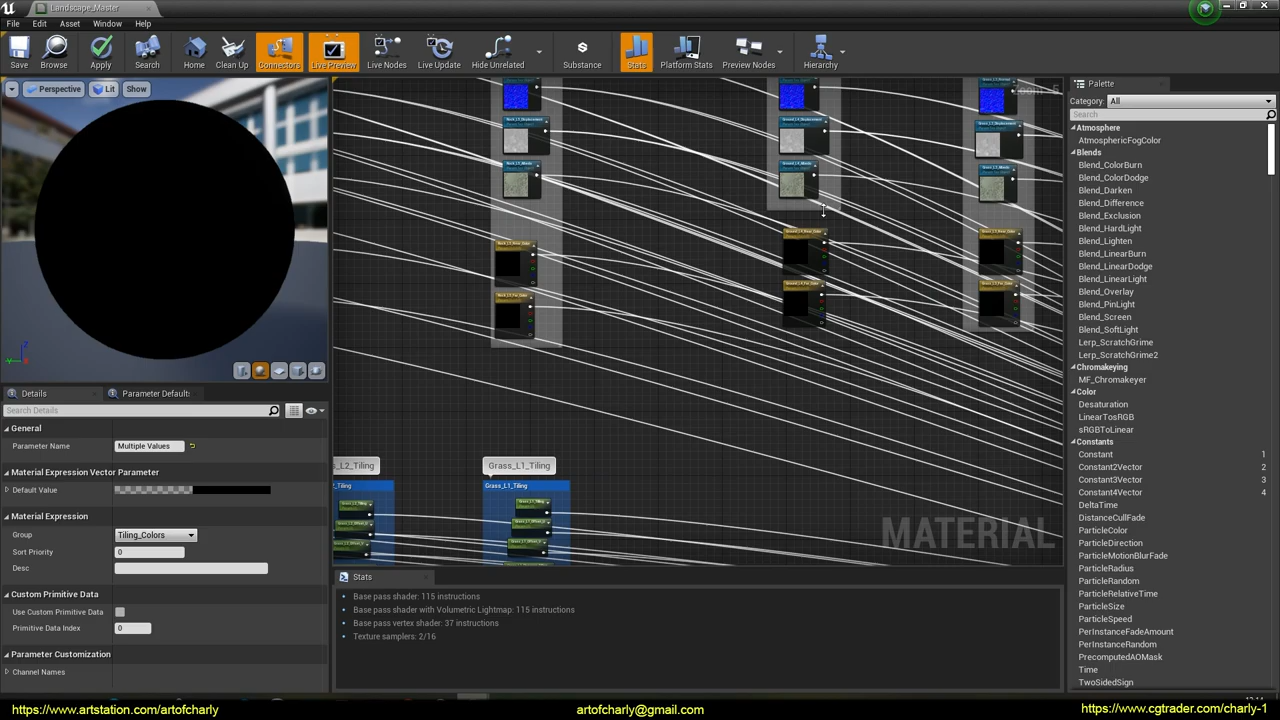 Landscape_Master
File Edit Asset Window Help
Save Browse Apply Search Home Clean Up Connectors Live Preview Live Nodes Live Update Hide Unrelated Substance Stats Platform Stats Preview Nodes Hierarchy
Perspective Lit Show
Details Parameter Default:
Search Details
General
Parameter Name Multiple Values
Material Expression Vector Parameter
Default Value
Material Expression
Group Tiling_Colors
Sort Priority 0
Desc
Custom Primitive Data
Use Custom Primitive Data
Primitive Data Index 0
Parameter Customization
Channel Names
Grass_L1_Tiling
Grass_L1_Tiling
MATERIAL
Stats
Base pass shader: 115 instructions
Base pass shader with Volumetric Lightmap: 115 instructions
Base pass vertex shader: 37 instructions
Texture samplers: 2/16
Palette
Category: All
Search
Atmosphere
AtmosphericFogColor
Blends
Blend_ColorBurn
Blend_ColorDodge
Blend_Darken
Blend_Difference
Blend_Exclusion
Blend_HardLight
Blend_Lighten
Blend_LinearBurn
Blend_LinearDodge
Blend_LinearLight
Blend_Overlay
Blend_PinLight
Blend_Screen
Blend_SoftLight
Lerp_ScratchGrime
Lerp_ScratchGrime2
Chromakeying
MF_Chromakeyer
Color
Desaturation
LinearTosRGB
sRGBToLinear
Constants
Constant 1
Constant2Vector 2
Constant3Vector 3
Constant4Vector 4
DeltaTime
DistanceCullFade
ParticleColor
ParticleDirection
ParticleMotionBlurFade
ParticleRadius
ParticleRandom
ParticleRelativeTime
ParticleSize
ParticleSpeed
PerInstanceFadeAmount
PerInstanceRandom
PrecomputedAOMask
Time
TwoSidedSign
https://www.artstation.com/artofcharly artofcharly@gmail.com https://www.cgtrader.com/charly-1